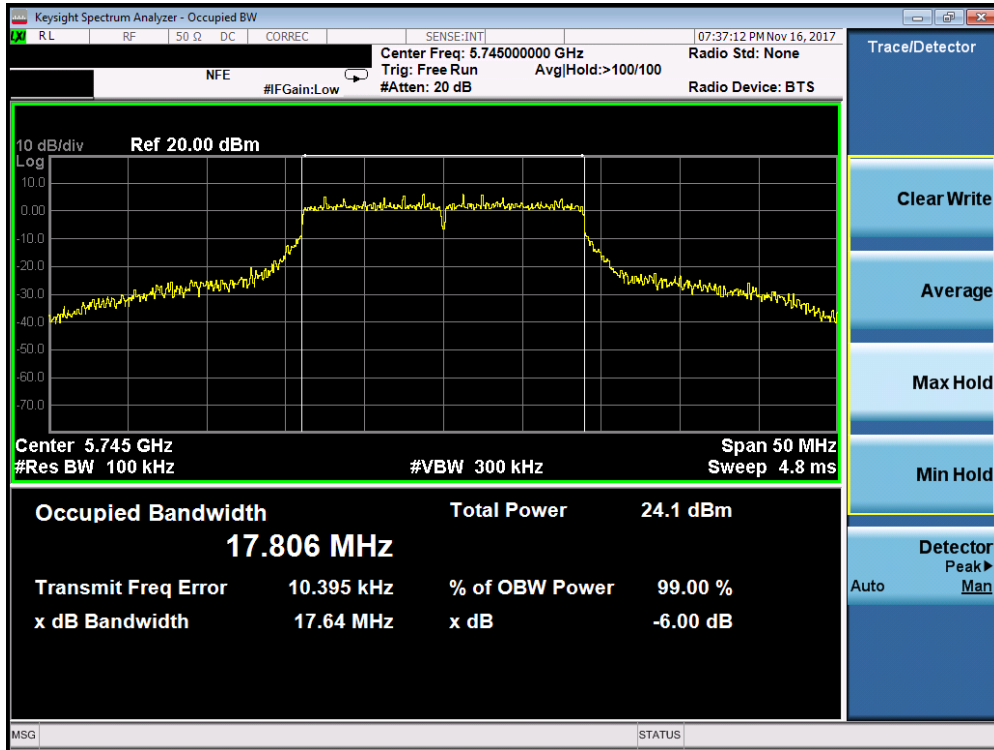 Keysight Spectrum Analyzer - Occupied BW
LXI RL RF 50 Ω DC CORREC SENSE:INT 07:37:12 PM Nov 16, 2017
Center Freq: 5.745000000 GHz Radio Std: None
NFE Trig: Free Run Avg|Hold:>100/100
#IFGain:Low #Atten: 20 dB Radio Device: BTS
10 dB/div Ref 20.00 dBm
Log
10.0
0.00
-10.0
-20.0
-30.0
-40.0
-50.0
-60.0
-70.0
Center 5.745 GHz Span 50 MHz
#Res BW 100 kHz #VBW 300 kHz Sweep 4.8 ms
Occupied Bandwidth Total Power 24.1 dBm
17.806 MHz
Transmit Freq Error 10.395 kHz % of OBW Power 99.00 %
x dB Bandwidth 17.64 MHz x dB -6.00 dB
Trace/Detector
Clear Write
Average
Max Hold
Min Hold
Detector
Peak▶
Auto Man
MSG STATUS